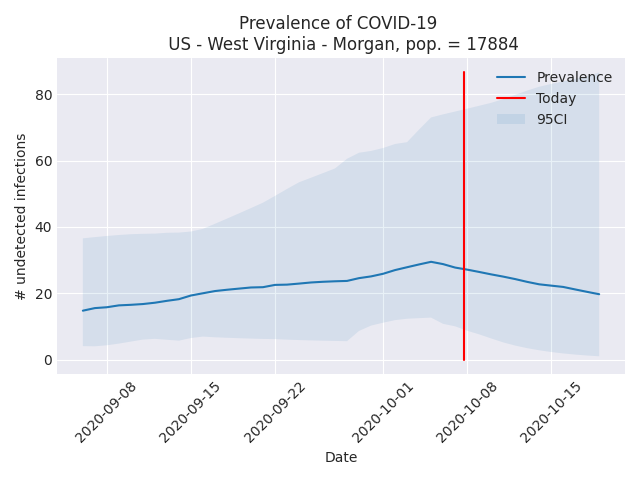 Prevalence of COVID-19
US - West Virginia - Morgan, pop. = 17884
Prevalence
Today
95CI
# undetected infections
80
60
40
20
0
2020-09-08
2020-09-15
2020-09-22
2020-10-01
2020-10-08
2020-10-15
Date